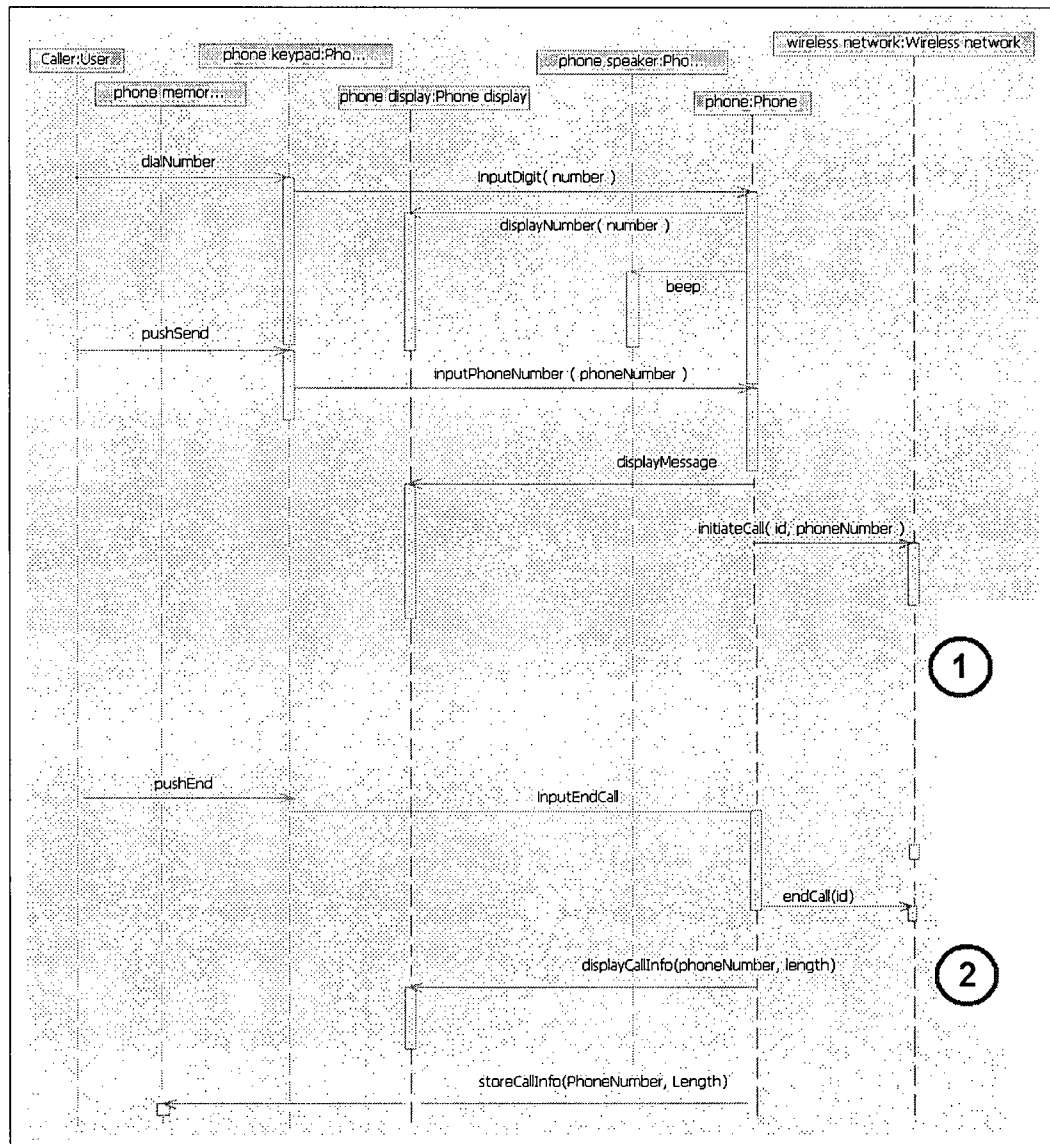 wireless network:Wireless network
Caller:User
phone keypad:Pho...
phone speaker:Pho...
phone memor...
phone display:Phone display
phone:Phone
dialNumber
InputDigit( number )
displayNumber( number )
beep
pushSend
inputPhoneNumber ( phoneNumber )
displayMessage
initiateCall( id, phoneNumber )
1
pushEnd
InputEndCall
endCall(id)
displayCallInfo(phoneNumber, length)
2
storeCallInfo(PhoneNumber, Length)